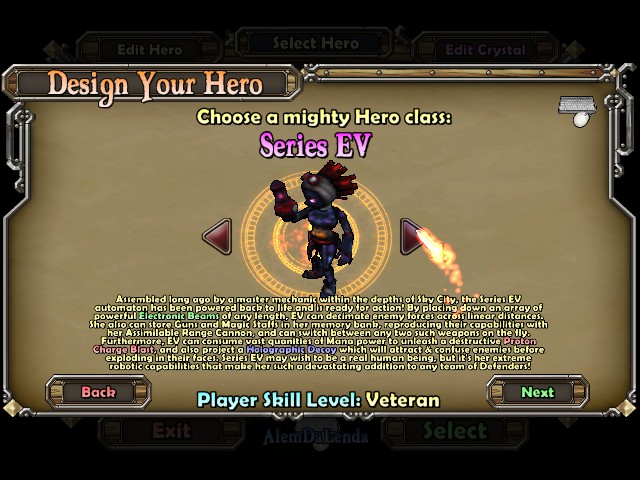 Edit Hero
Select Hero
Edit Crystal
Design Your Hero
Choose a mighty Hero class:
Series EV
Assembled long ago by a master mechanic within the depths of Sky City, the Series EV
automaton has been powered back to life and is ready for action! By placing down an array of
powerful Electronic Beams of any length, EV can decimate enemy forces across linear distances.
She also can store Guns and Magic Staffs in her memory bank, reproducing their capabilities with
her Assimilable Range Cannon, and can switch between any two such weapons on the fly.
Furthermore, EV can consume vast quantities of Mana power to unleash a destructive Proton
Charge Blast, and also project a Holographic Decoy which will attract & confuse enemies before
exploding in their faces. Series EV may wish to be a real human being, but it's her extreme
robotic capabilities that make her such a devastating addition to any team of Defenders!
Back
Next
Player Skill Level: Veteran
Exit
AlemDaLenda
Select